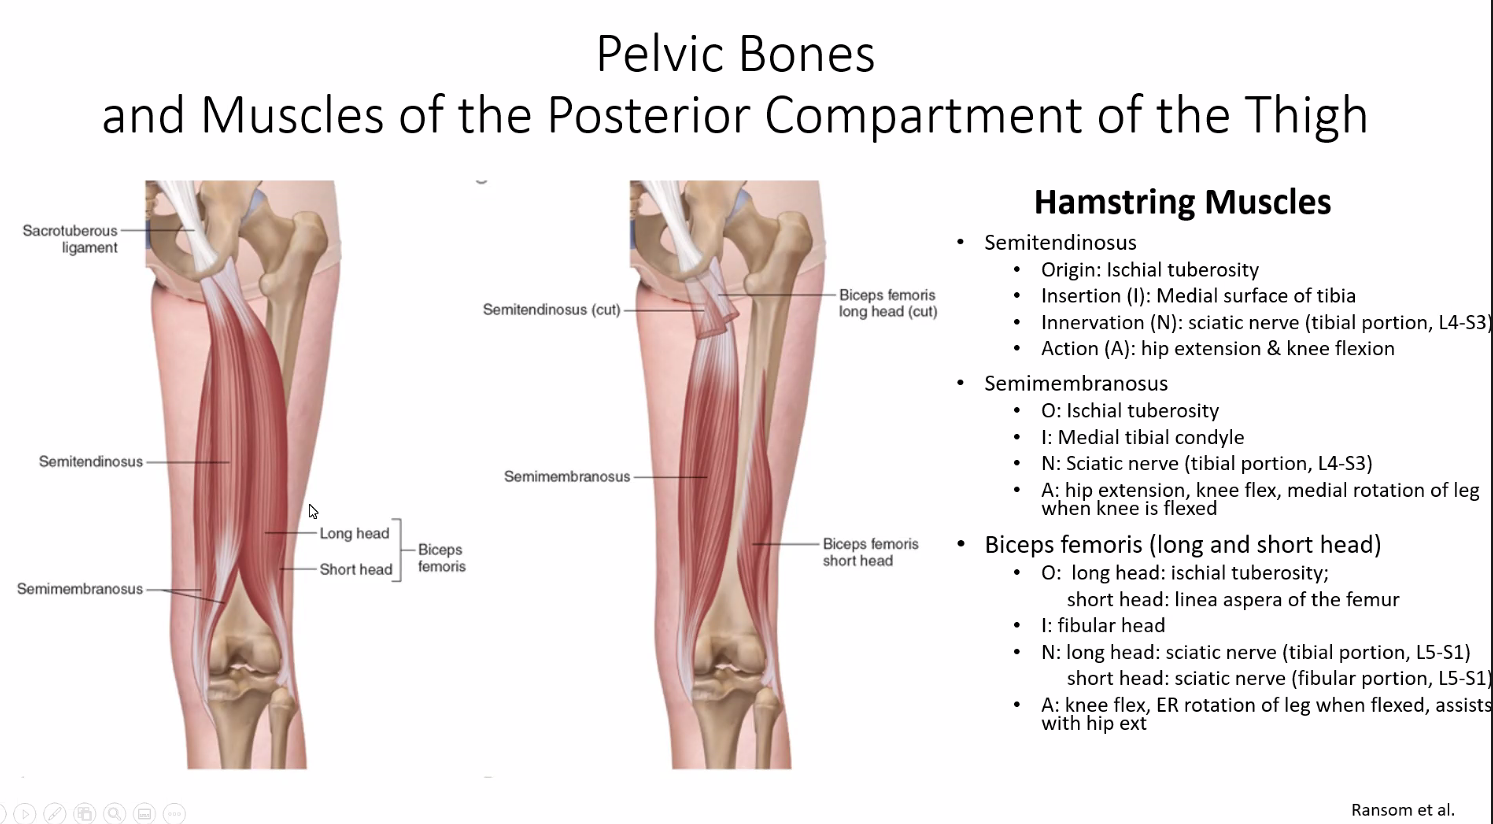 Pelvic Bones
and Muscles of the Posterior Compartment of the Thigh
Sacrotuberous
ligament
Semitendinosus
Long head
Short head
Biceps
femoris
Semimembranosus
Semitendinosus (cut)
Biceps femoris
long head (cut)
Semimembranosus
Biceps femoris
short head
Hamstring Muscles
• Semitendinosus
• Origin: Ischial tuberosity
• Insertion (I): Medial surface of tibia
• Innervation (N): sciatic nerve (tibial portion, L4-S3)
• Action (A): hip extension & knee flexion
• Semimembranosus
• O: Ischial tuberosity
• I: Medial tibial condyle
• N: Sciatic nerve (tibial portion, L4-S3)
• A: hip extension, knee flex, medial rotation of leg
when knee is flexed
• Biceps femoris (long and short head)
• O: long head: ischial tuberosity;
short head: linea aspera of the femur
• I: fibular head
• N: long head: sciatic nerve (tibial portion, L5-S1)
short head: sciatic nerve (fibular portion, L5-S1)
• A: knee flex, ER rotation of leg when flexed, assists
with hip ext
Ransom et al.